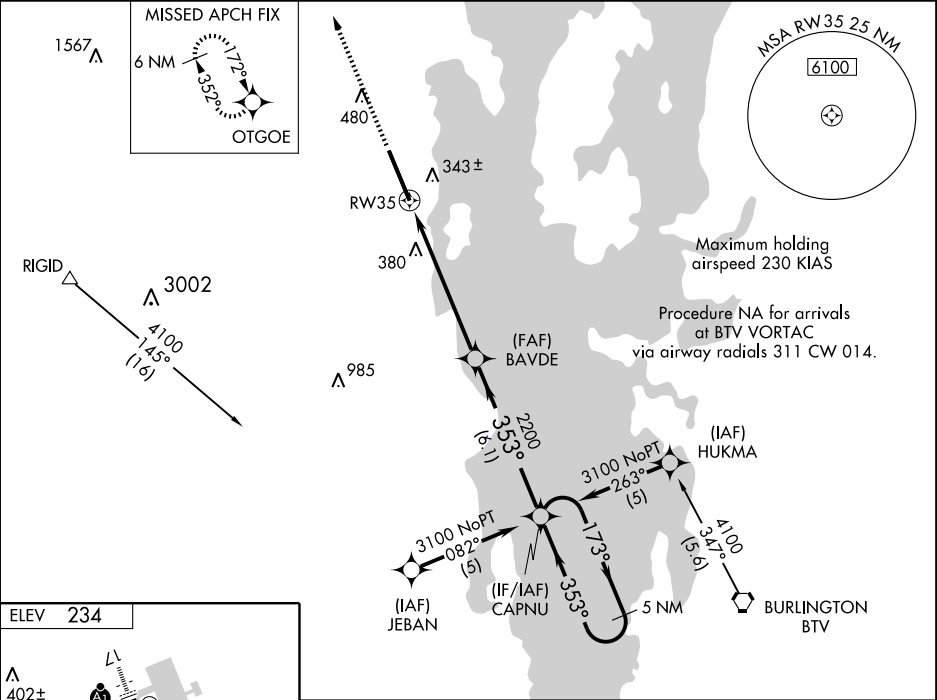 MISSED APCH FIX
6 NM
172°
352°
OTGOE
1567
480
343±
RW35
380
MSA RW35 25 NM
6100
Maximum holding
airspeed 230 KIAS
Procedure NA for arrivals
at BTV VORTAC
via airway radials 311 CW 014.
RIGID
3002
4100
145°
(16)
985
(FAF)
BAVDE
2200
353°
(6.1)
(IAF)
HUKMA
3100 NoPT
263°
(5)
4100
347°
(5.6)
BURLINGTON
BTV
3100 NoPT
082°
(5)
(IAF)
JEBAN
(IF/IAF)
CAPNU
173°
353°
5 NM
ELEV 234
17
402±
A1